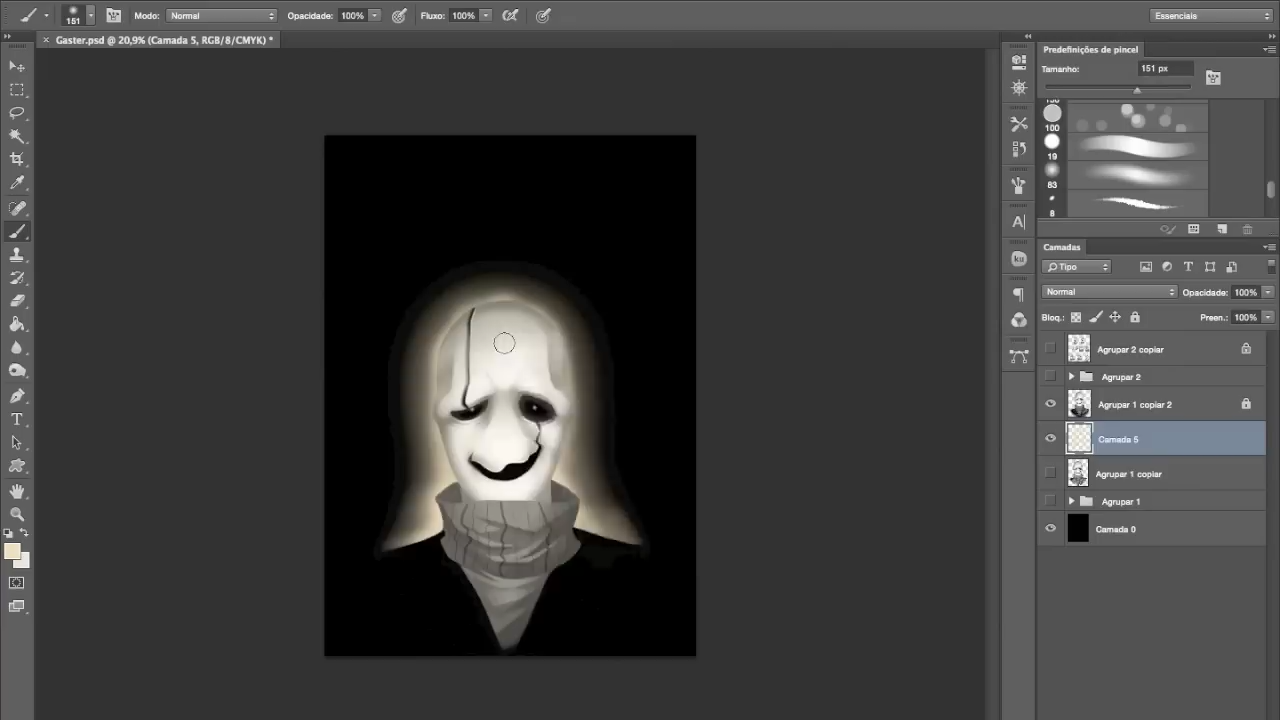 151
Modo:
Normal
Opacidade:
100%
Fluxo:
100%
Essenciais
Gaster.psd @ 20,9% (Camada 5, RGB/8/CMYK) *
Predefinições de pincel
Tamanho:
151 px
100
19
83
8
Camadas
Tipo
Normal
Opacidade:
100%
Bloq.:
Preen.:
100%
Agrupar 2 copiar
Agrupar 2
Agrupar 1 copiar 2
Camada 5
Agrupar 1 copiar
Agrupar 1
Camada 0